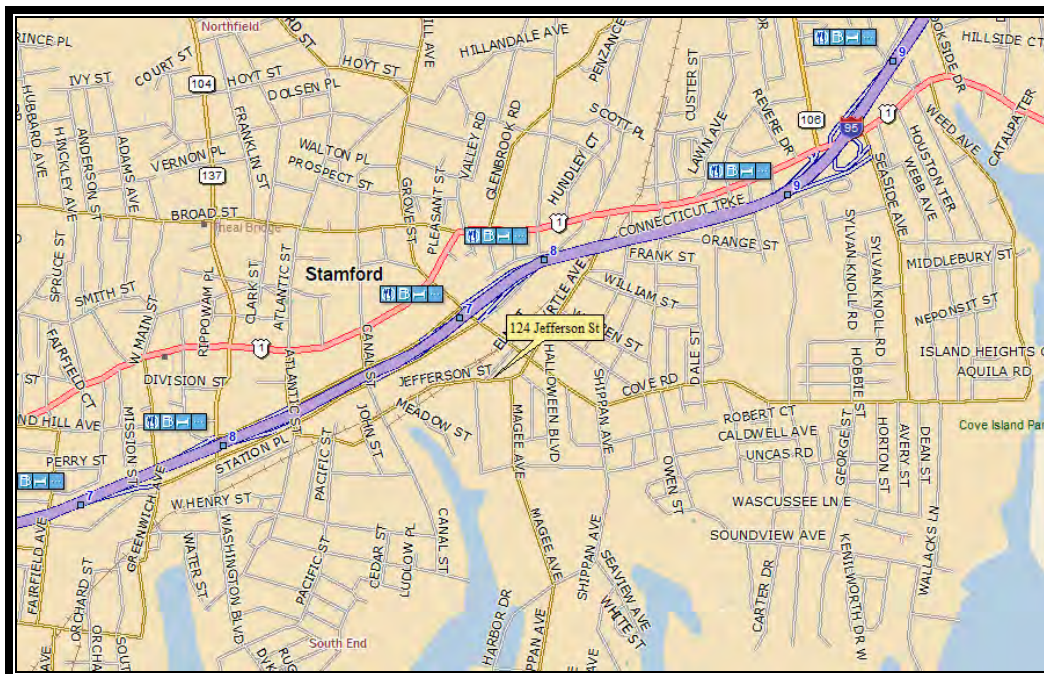 Northfield
PRINCE PL
COURT ST
IVY ST
104
HOYT ST
HOYT ST
DOLSEN PL
HILLANDALE AVE
PENZANCE
HILLSIDE CT
9
HUBBARD AVE
HINCKLEY AVE
ANDERSON ST
ADAMS AVE
VERNON PL
FRANKLIN ST
WALTON PL
PROSPECT ST
VALLEY RD
GLENBROOK RD
SCOTT PL
HUNDLEY CT
CUSTER ST
LAWN AVE
REVERE DR
106
95
1
WEED AVE
CATALPA TER
137
BROAD ST
GROVE ST
PLEASANT ST
1
CONNECTICUT TPKE
9
SEASIDE AVE
WEBB AVE
HOUSTON TER
SPRUCE ST
SMITH ST
W MAIN ST
RIPPOWAM PL
CLARK ST
ATLANTIC ST
Stamford
8
ORANGE ST
FRANK ST
SYLVAN KNOLL RD
SYLVAN KNOLL RD
MIDDLEBURY ST
7
WILLIAM ST
NEPONSIT ST
124 Jefferson St
FAIRFIELD CT
1
CANAL ST
DIVISION ST
ATLANTIC ST
JEFFERSON ST
HALLOWEEN BLVD
SHIPPAN AVE
COVE RD
DALE ST
HOBBIE ST
ISLAND HEIGHTS C
AQUILA RD
MISSION ST
JOHN ST
MEADOW ST
MAGEE AVE
ROBERT CT
CALDWELL AVE
UNCAS RD
GEORGE ST
HORTON ST
AVERY ST
DEAN ST
Cove Island Par
8
STATION PL
PERRY ST
7
W HENRY ST
PACIFIC ST
OWEN ST
WASCUSSEE LN E
SOUNDVIEW AVE
FAIRFIELD AVE
GREENWICH AVE
WATER ST
WASHINGTON BLVD
PACIFIC ST
CEDAR ST
LUDLOW PL
CANAL ST
MAGEE AVE
SHIPPAN AVE
CARTER DR
KENILWORTH DR W
WALLACKS LN
ORCHARD ST
South End
HARBOR DR
SEAVIEW AVE
WHITE ST